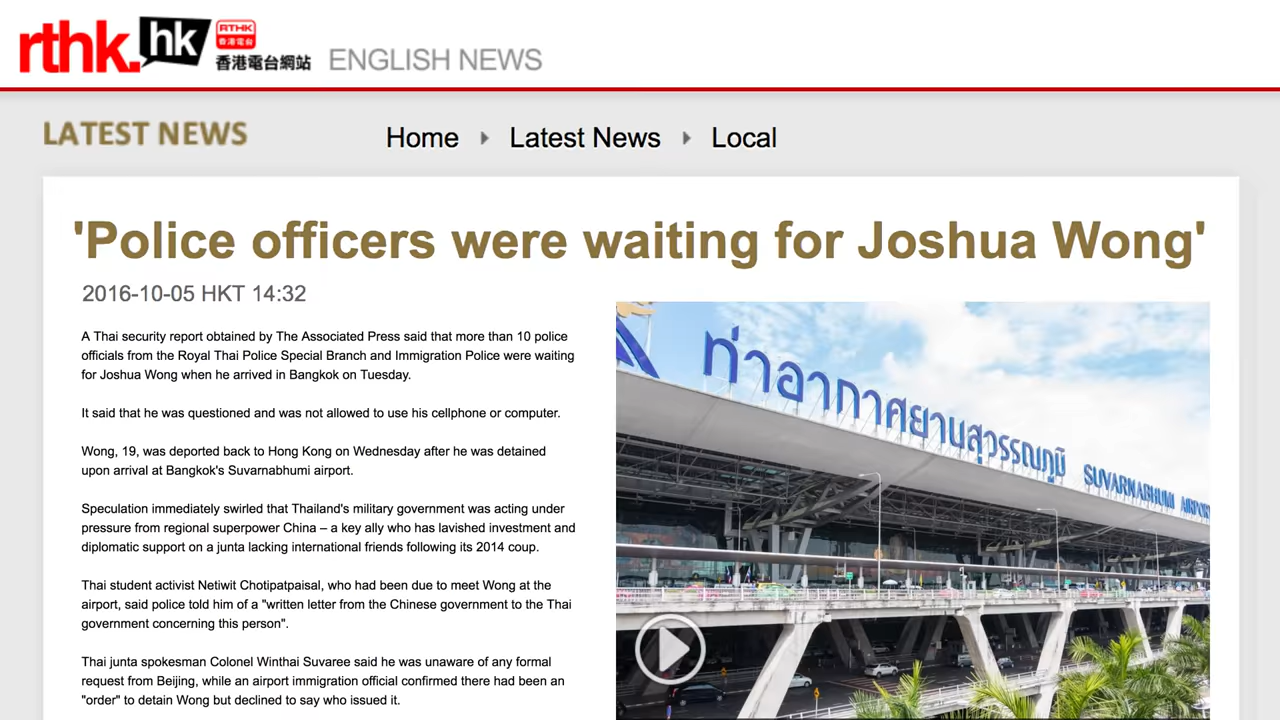 rthk.hk
RTHK
香港電台
香港電台網站
ENGLISH NEWS
LATEST NEWS
Home
Latest News
Local
'Police officers were waiting for Joshua Wong'
2016-10-05 HKT 14:32
A Thai security report obtained by The Associated Press said that more than 10 police
officials from the Royal Thai Police Special Branch and Immigration Police were waiting
for Joshua Wong when he arrived in Bangkok on Tuesday.
It said that he was questioned and was not allowed to use his cellphone or computer.
Wong, 19, was deported back to Hong Kong on Wednesday after he was detained
upon arrival at Bangkok's Suvarnabhumi airport.
Speculation immediately swirled that Thailand's military government was acting under
pressure from regional superpower China – a key ally who has lavished investment and
diplomatic support on a junta lacking international friends following its 2014 coup.
Thai student activist Netiwit Chotipatpaisal, who had been due to meet Wong at the
airport, said police told him of a "written letter from the Chinese government to the Thai
government concerning this person".
Thai junta spokesman Colonel Winthai Suvaree said he was unaware of any formal
request from Beijing, while an airport immigration official confirmed there had been an
"order" to detain Wong but declined to say who issued it.
ท่าอากาศยานสุวรรณภูมิ
SUVARNABHUMI AIRPORT